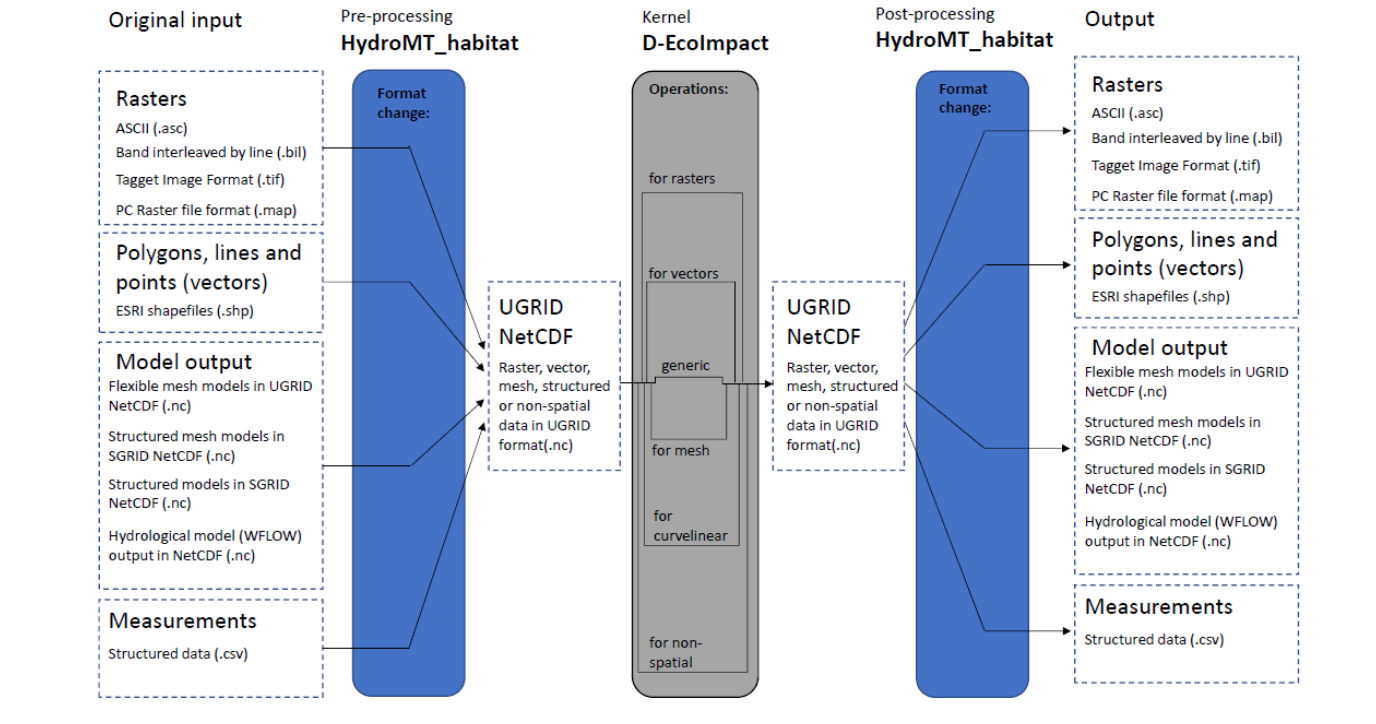 Original input
Pre-processing
HydroMT_habitat
Kernel
D-EcoImpact
Post-processing
HydroMT_habitat
Output
Rasters
ASCII (.asc)
Band interleaved by line (.bil)
Tagget Image Format (.tif)
PC Raster file format (.map)
Polygons, lines and
points (vectors)
ESRI shapefiles (.shp)
Model output
Flexible mesh models in UGRID
NetCDF (.nc)
Structured mesh models in
SGRID NetCDF (.nc)
Structured models in SGRID
NetCDF (.nc)
Hydrological model (WFLOW)
output in NetCDF (.nc)
Measurements
Structured data (.csv)
Format
change:
UGRID
NetCDF
Raster, vector,
mesh, structured
or non-spatial
data in UGRID
format(.nc)
Operations:
for rasters
for vectors
generic
for mesh
for
curvelinear
for non-
spatial
UGRID
NetCDF
Raster, vector,
mesh, structured
or non-spatial
data in UGRID
format(.nc)
Format
change:
Rasters
ASCII (.asc)
Band interleaved by line (.bil)
Tagget Image Format (.tif)
PC Raster file format (.map)
Polygons, lines and
points (vectors)
ESRI shapefiles (.shp)
Model output
Flexible mesh models in UGRID
NetCDF (.nc)
Structured mesh models in
SGRID NetCDF (.nc)
Structured models in SGRID
NetCDF (.nc)
Hydrological model (WFLOW)
output in NetCDF (.nc)
Measurements
Structured data (.csv)